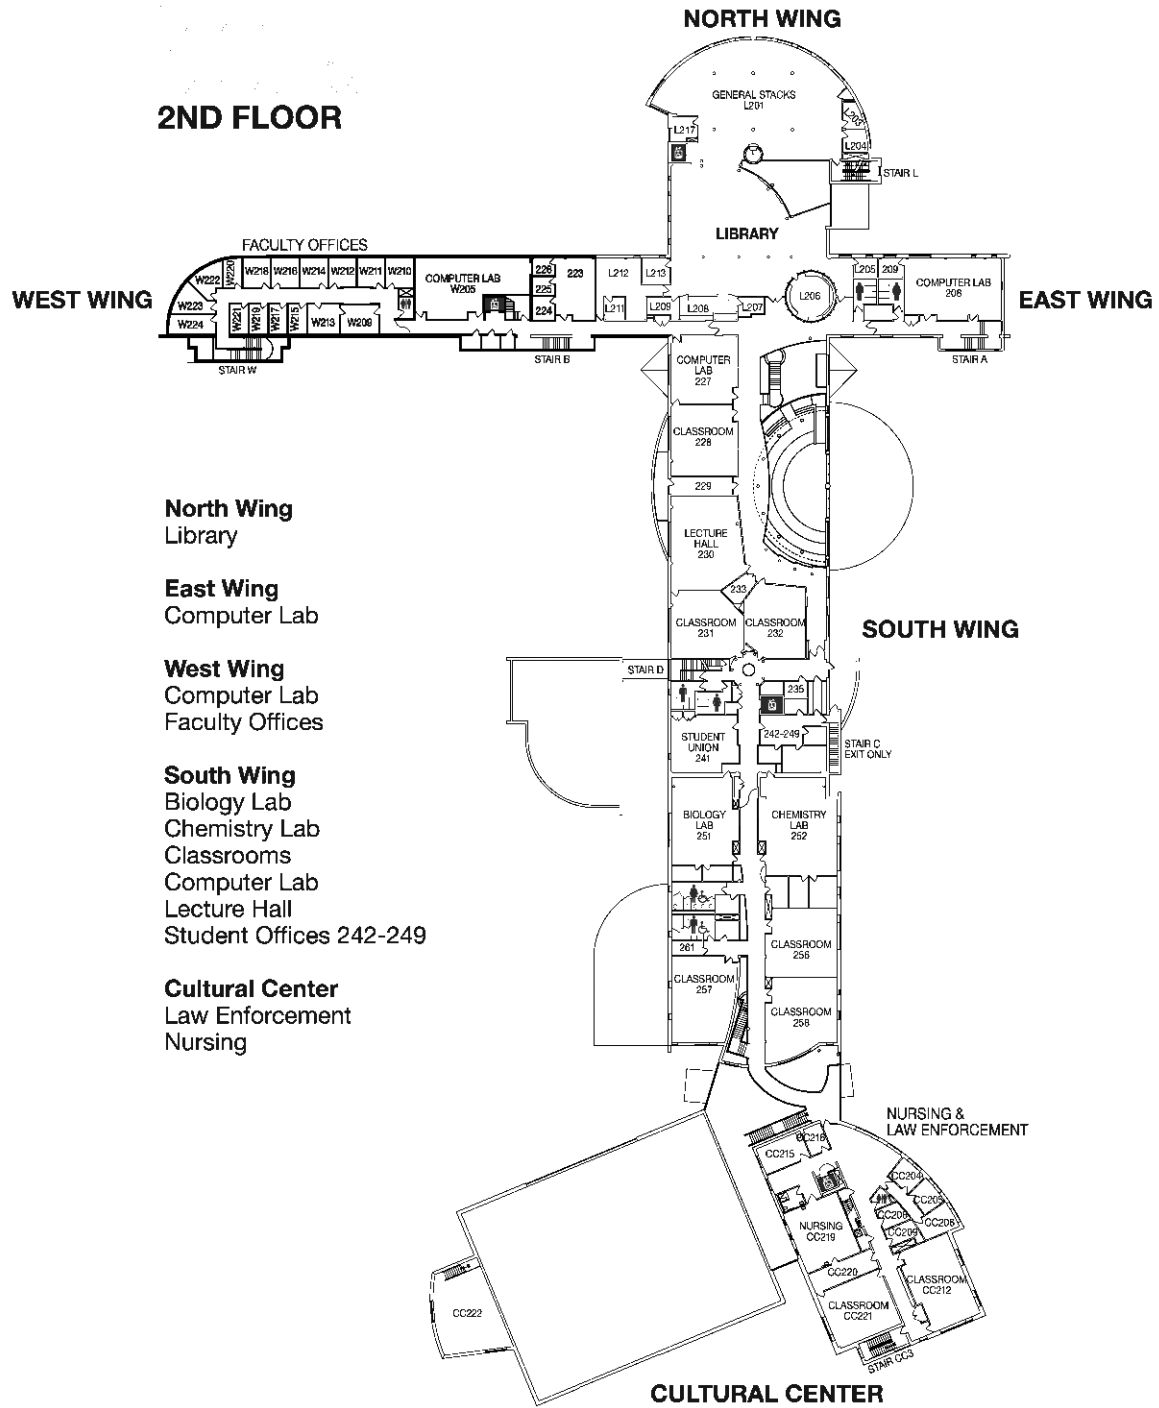 NORTH WING
2ND FLOOR
GENERAL STACKS
L201
L203
L217
L204
STAIR L
LIBRARY
FACULTY OFFICES
W222
W220
W218
W216
W214
W212
W211
W210
COMPUTER LAB
W205
226
225
224
223
L212
L213
L211
L209
L208
L207
L206
L205
209
COMPUTER LAB
208
WEST WING
EAST WING
W223
W224
W221
W219
W217
W215
W213
W209
STAIR W
STAIR B
STAIR A
COMPUTER
LAB
227
CLASSROOM
228
229
LECTURE
HALL
230
233
CLASSROOM
231
CLASSROOM
232
SOUTH WING
STAIR D
235
STUDENT
UNION
241
242-249
STAIR C
EXIT ONLY
BIOLOGY
LAB
251
CHEMISTRY
LAB
252
261
CLASSROOM
256
CLASSROOM
257
CLASSROOM
258
North Wing
Library
East Wing
Computer Lab
West Wing
Computer Lab
Faculty Offices
South Wing
Biology Lab
Chemistry Lab
Classrooms
Computer Lab
Lecture Hall
Student Offices 242-249
Cultural Center
Law Enforcement
Nursing
NURSING &
LAW ENFORCEMENT
CC216
CC215
CC204
CC205
CC206
CC208
CC209
NURSING
CC219
CC220
CLASSROOM
CC221
CLASSROOM
CC212
CC222
STAIR CC3
CULTURAL CENTER